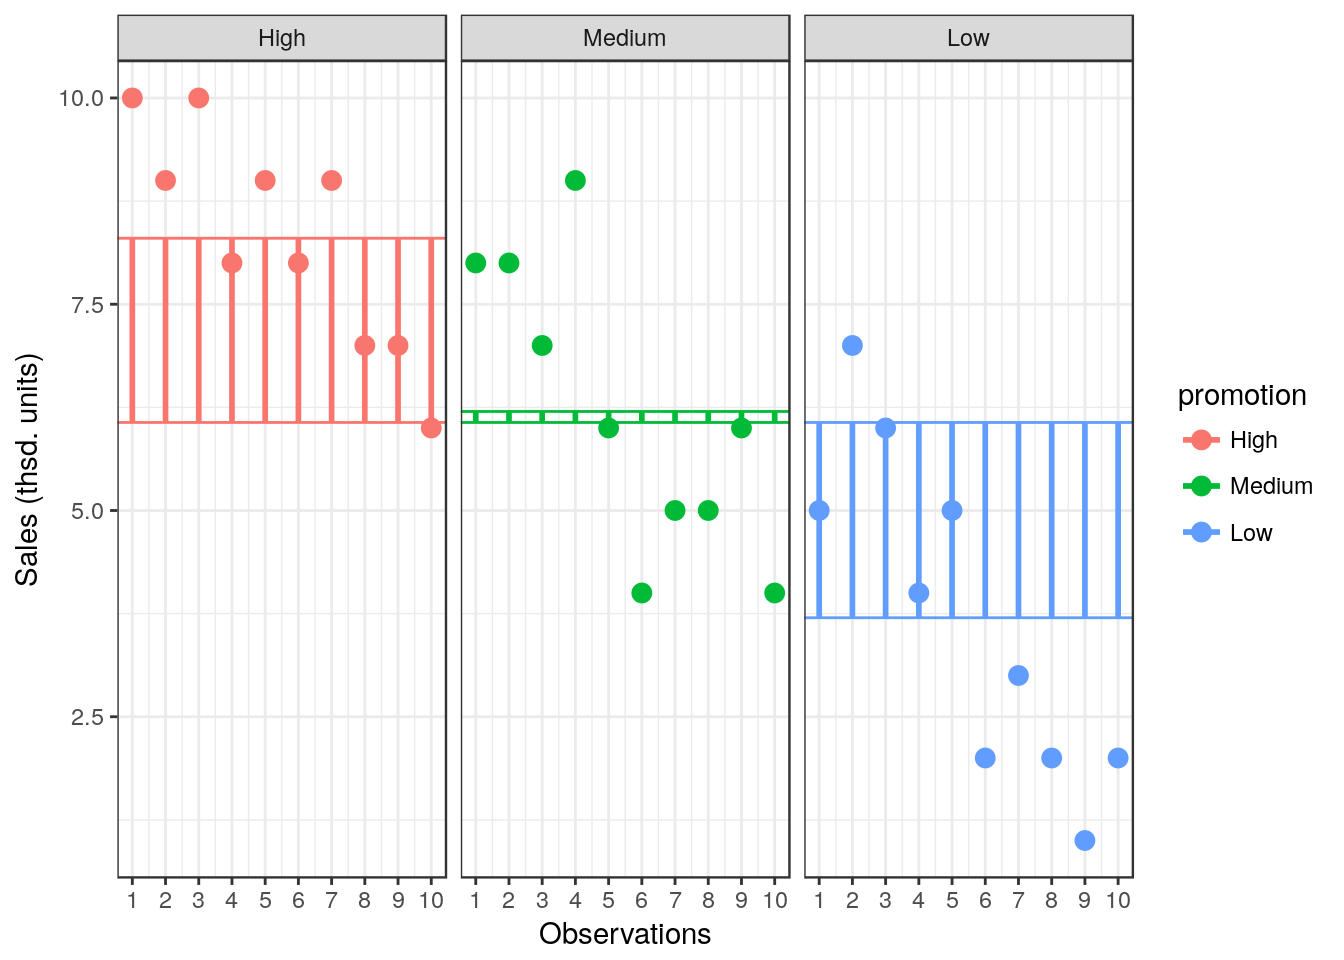 High Medium Low
10.0
7.5
5.0
2.5
Sales (thsd. units)
1 2 3 4 5 6 7 8 9 10 1 2 3 4 5 6 7 8 9 10 1 2 3 4 5 6 7 8 9 10
Observations
promotion
High
Medium
Low